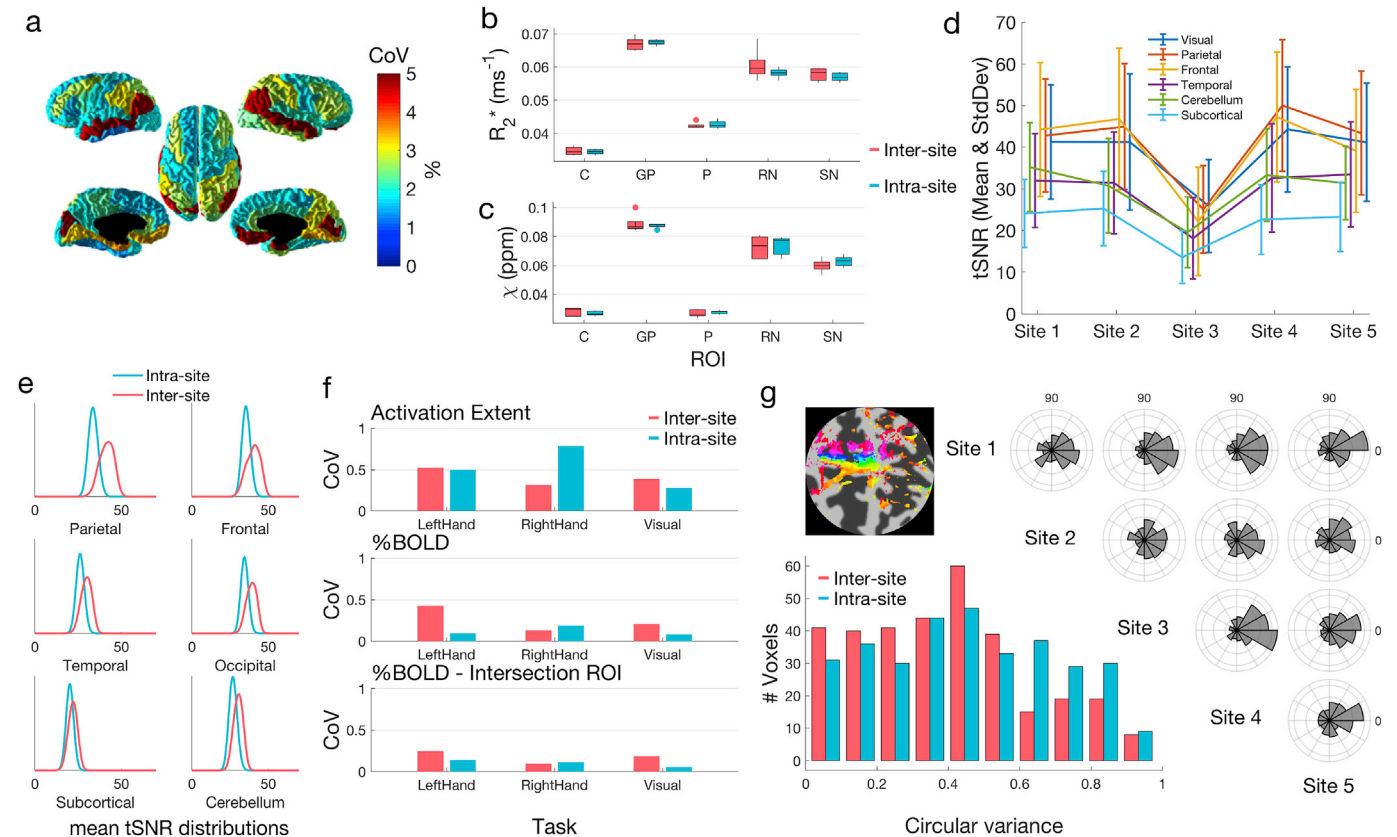 a
CoV
5
4
3
2
1
0
%
b
0.07
0.06
0.05
0.04
R2* (ms-1)
C GP P RN SN
Inter-site
Intra-site
c
0.1
0.08
0.06
0.04
χ (ppm)
C GP P RN SN
ROI
d
70
60
50
40
30
20
10
0
tSNR (Mean & StdDev)
Visual
Parietal
Frontal
Temporal
Cerebellum
Subcortical
Site 1 Site 2 Site 3 Site 4 Site 5
e
Intra-site
Inter-site
0 50 0 50
Parietal Frontal
0 50 0 50
Temporal Occipital
0 50 0 50
Subcortical Cerebellum
mean tSNR distributions
f
Activation Extent
Inter-site
Intra-site
1
0.5
0
CoV
LeftHand RightHand Visual
%BOLD
1
0.5
0
CoV
LeftHand RightHand Visual
%BOLD - Intersection ROI
1
0.5
0
CoV
LeftHand RightHand Visual
Task
g
60
50
40
30
20
10
0
# Voxels
Inter-site
Intra-site
0 0.2 0.4 0.6 0.8 1
Circular variance
90 90 90 90
Site 1
0
Site 2
0
Site 3
0
Site 4
0
Site 5